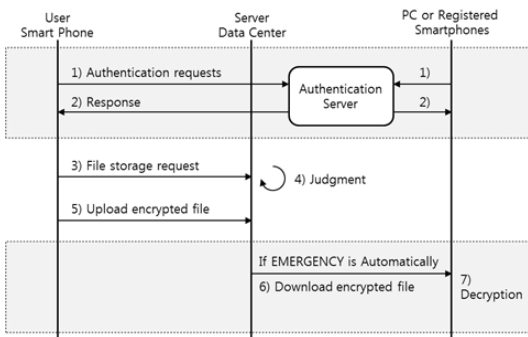 User
Smart Phone
Server
Data Center
PC or Registered
Smartphones
1) Authentication requests
1)
Authentication
Server
2) Response
2)
3) File storage request
4) Judgment
5) Upload encrypted file
If EMERGENCY is Automatically
6) Download encrypted file
7)
Decryption